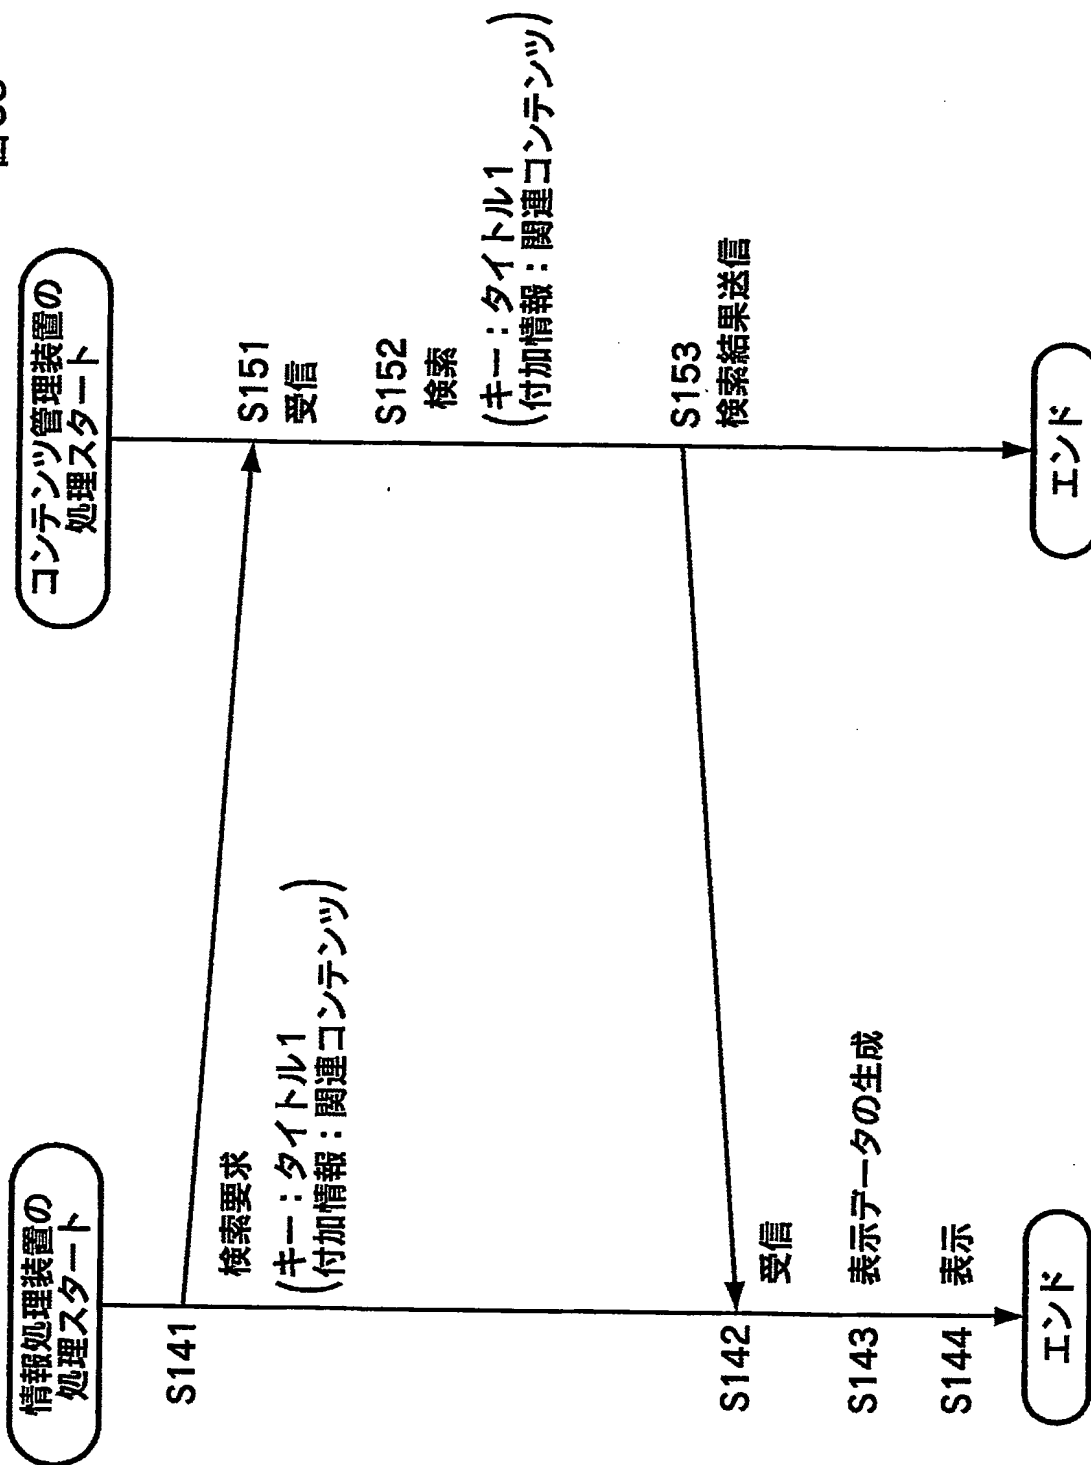 情報処理装置の
処理スタート
S141
検索要求
(キー：タイトル1
付加情報：関連コンテンツ)
S142
受信
S143
表示データの生成
S144
表示
エンド
コンテンツ管理装置の
処理スタート
S151
受信
S152
検索
(キー：タイトル1
付加情報：関連コンテンツ)
S153
検索結果送信
エンド